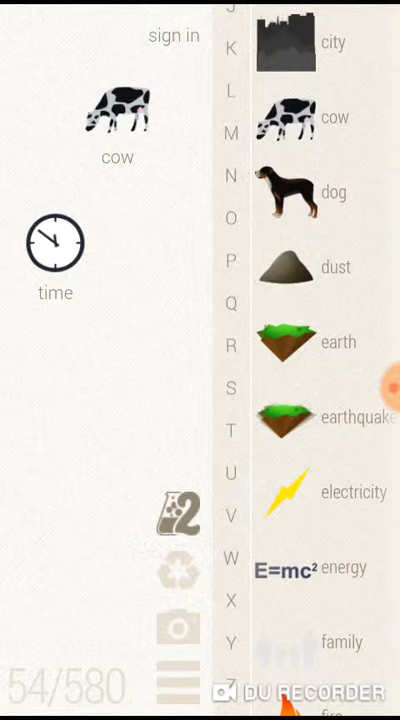 sign in
cow
time
54/580
J
K
L
M
N
O
P
Q
R
S
T
U
V
W
X
Y
Z
city
cow
dog
dust
earth
earthquake
electricity
E=mc² energy
family
fire
2
DU RECORDER